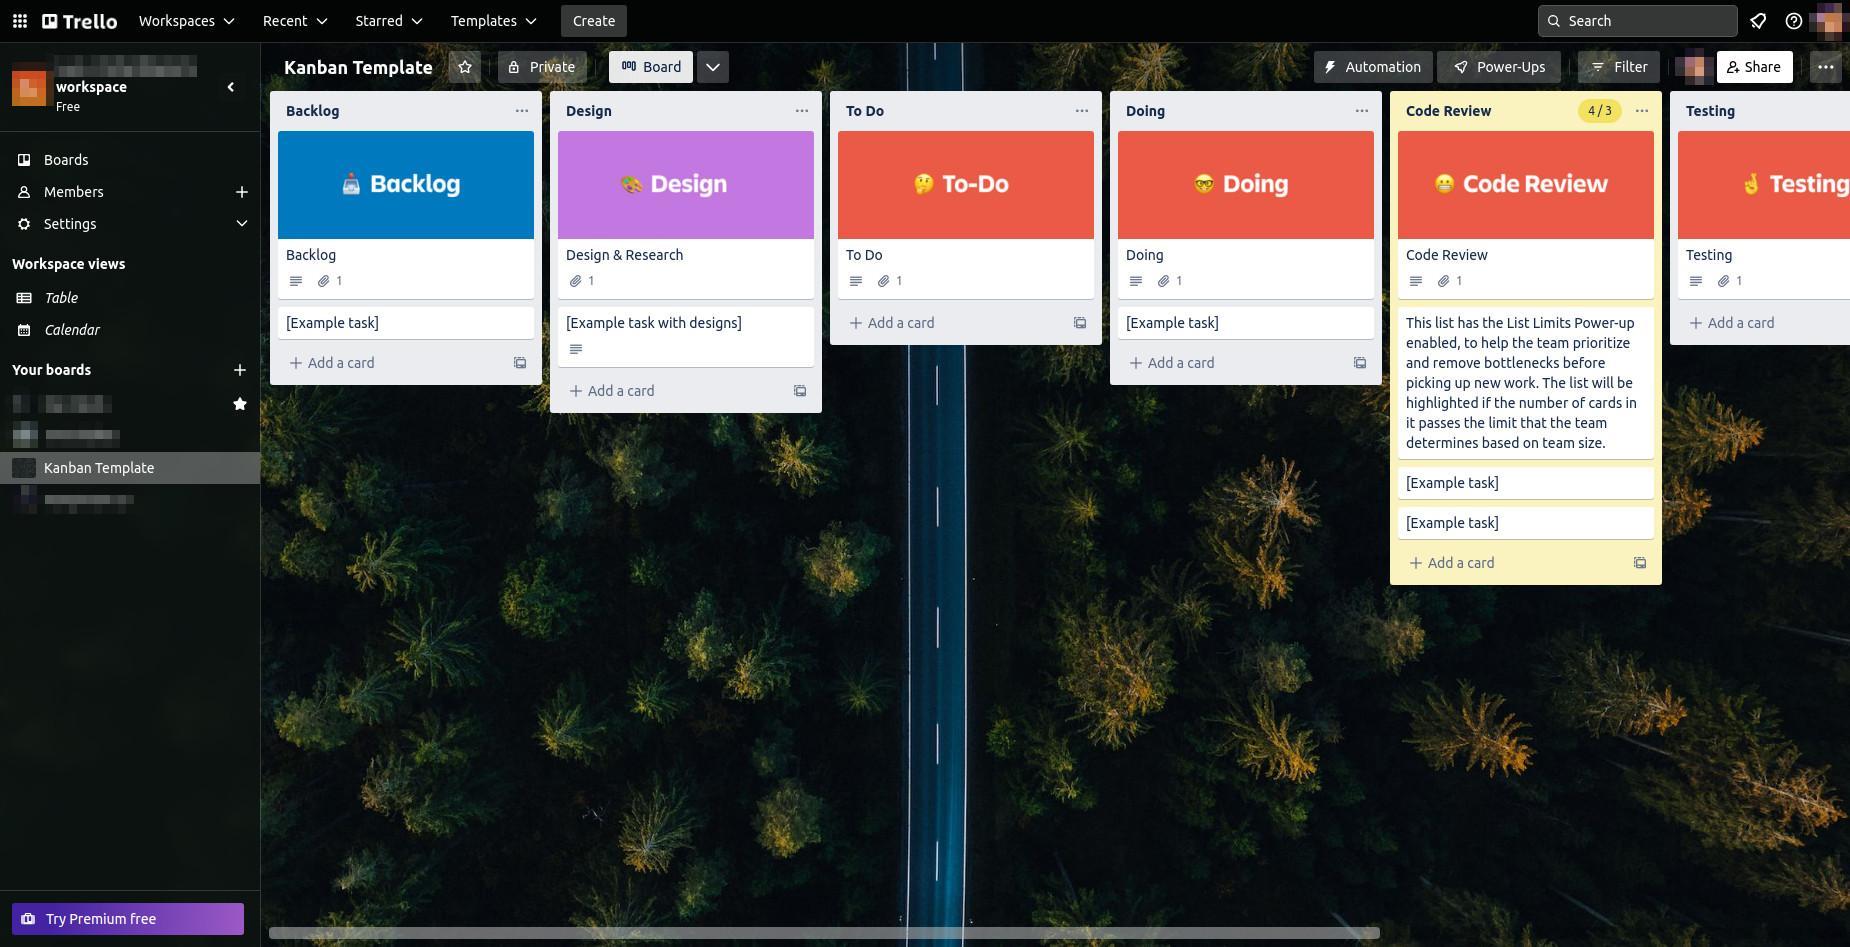 Trello
Workspaces
Recent
Starred
Templates
Create
Search
workspace
Free
Boards
Members
Settings
Workspace views
Table
Calendar
Your boards
Kanban Template
Try Premium free
Kanban Template
Private
Board
Automation
Power-Ups
Filter
Share
Backlog
Backlog
Backlog
1
[Example task]
Add a card
Design
Design
Design & Research
1
[Example task with designs]
Add a card
To Do
To-Do
To Do
1
Add a card
Doing
Doing
Doing
1
[Example task]
Add a card
Code Review
4 / 3
Code Review
Code Review
1
This list has the List Limits Power-up
enabled, to help the team prioritize
and remove bottlenecks before
picking up new work. The list will be
highlighted if the number of cards in
it passes the limit that the team
determines based on team size.
[Example task]
[Example task]
Add a card
Testing
Testing
Testing
1
Add a card